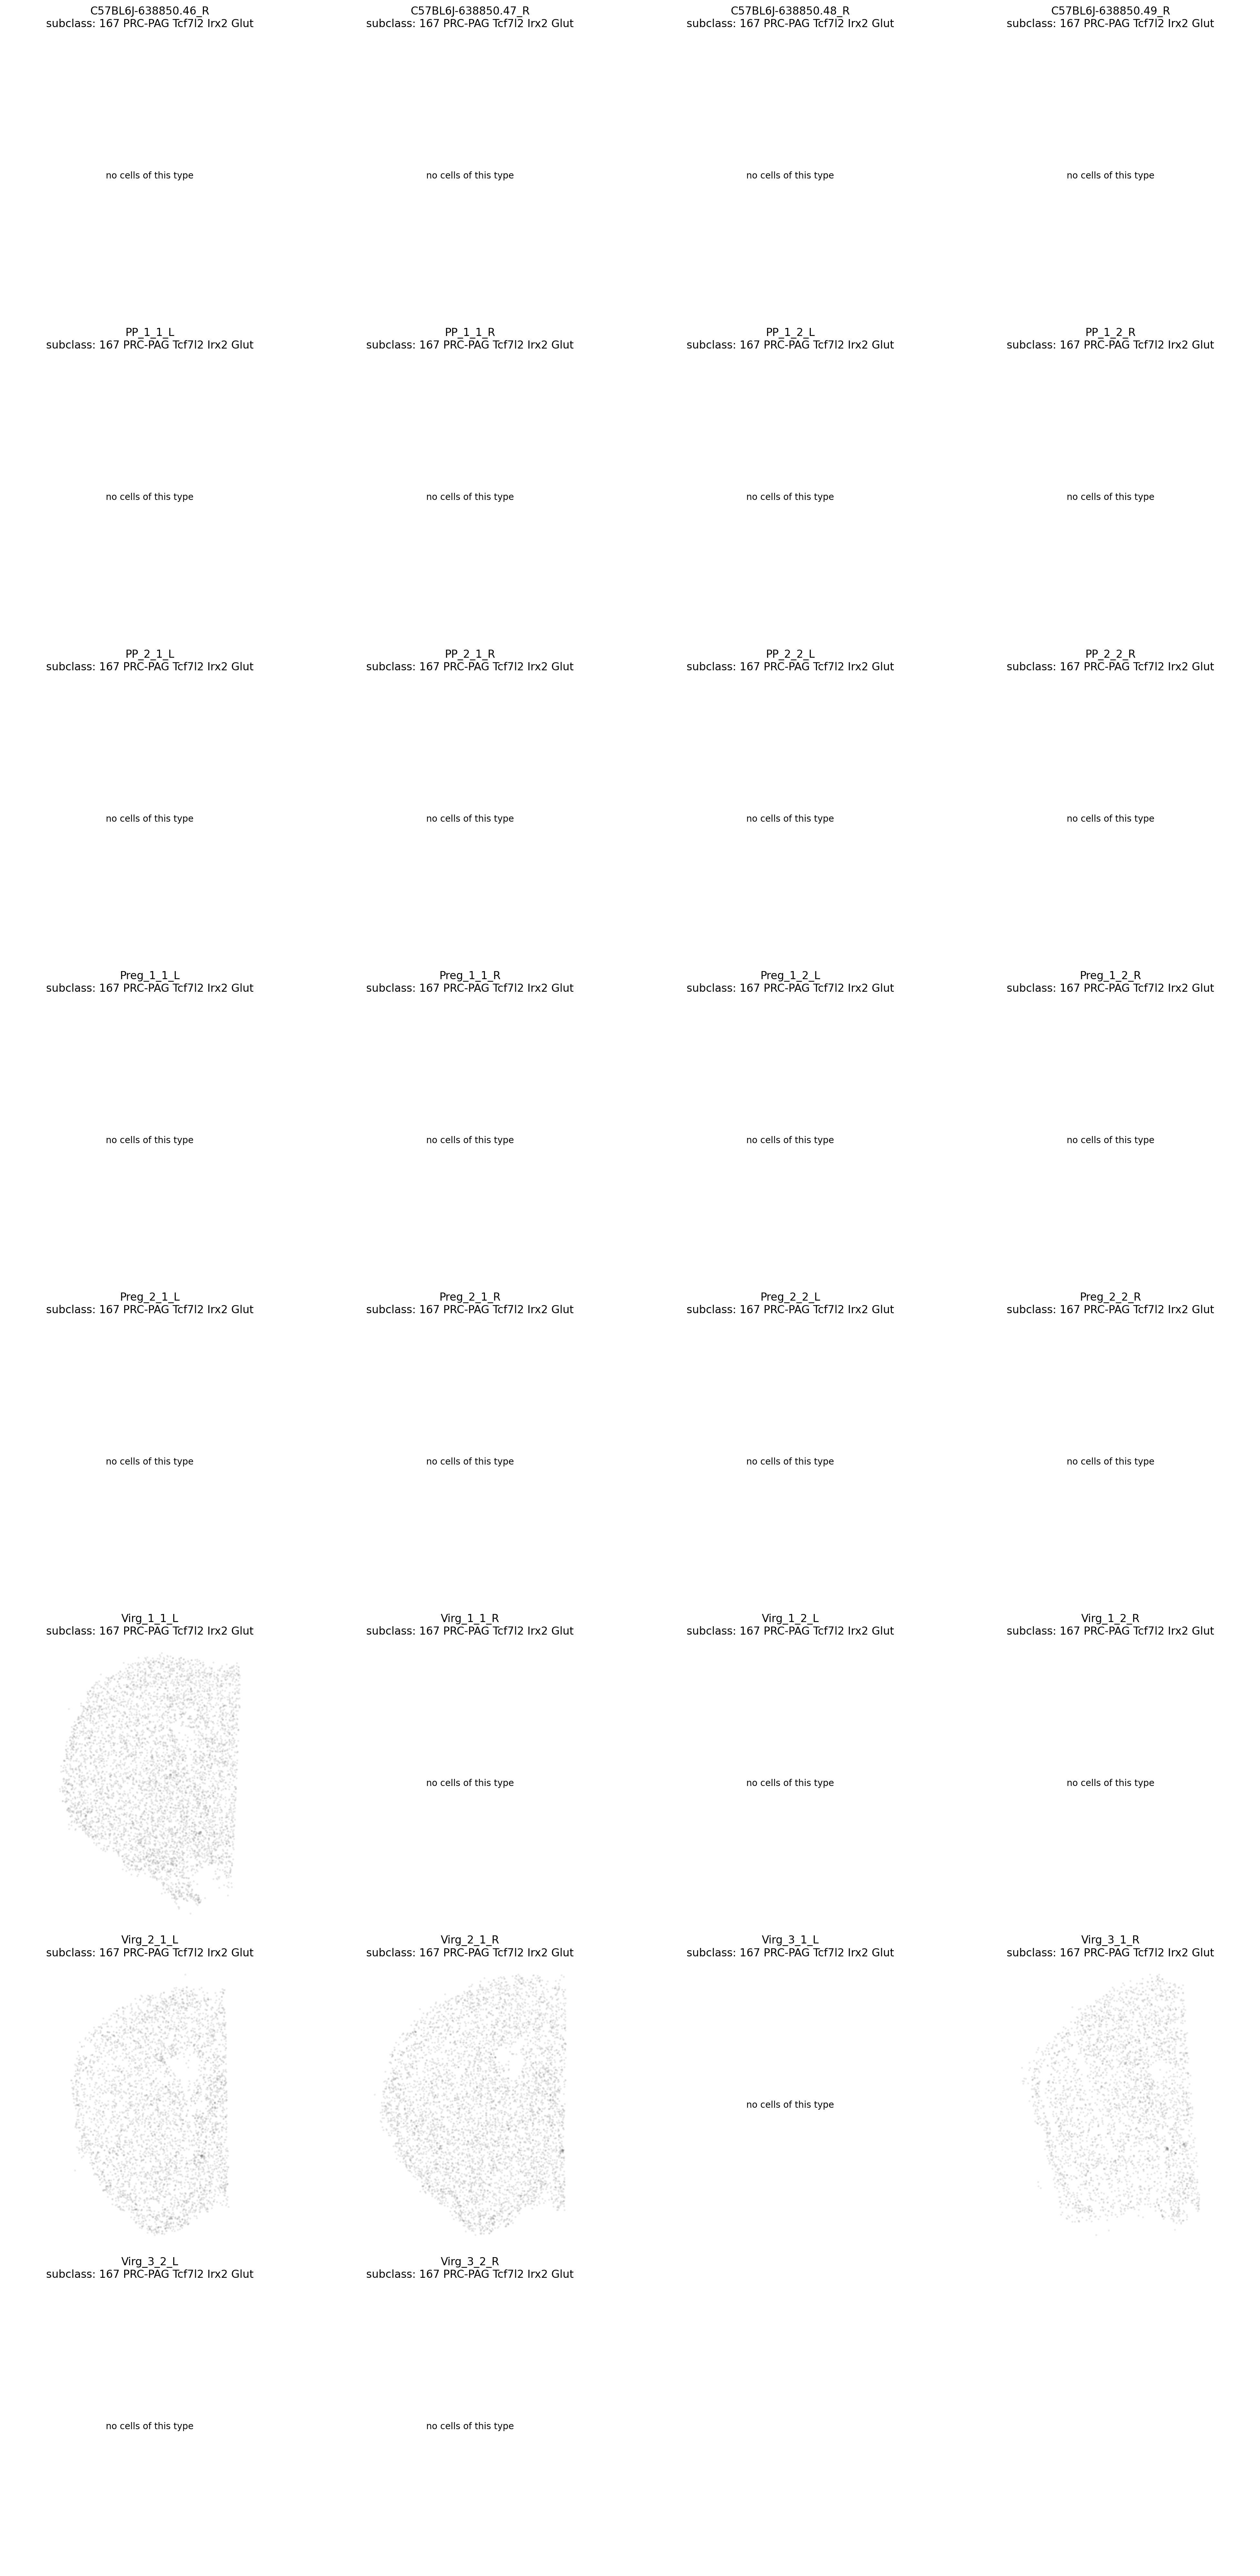 C57BL6J-638850.46_R
subclass: 167 PRC-PAG Tcf7l2 Irx2 Glut
no cells of this type
C57BL6J-638850.47_R
subclass: 167 PRC-PAG Tcf7l2 Irx2 Glut
no cells of this type
C57BL6J-638850.48_R
subclass: 167 PRC-PAG Tcf7l2 Irx2 Glut
no cells of this type
C57BL6J-638850.49_R
subclass: 167 PRC-PAG Tcf7l2 Irx2 Glut
no cells of this type
PP_1_1_L
subclass: 167 PRC-PAG Tcf7l2 Irx2 Glut
no cells of this type
PP_1_1_R
subclass: 167 PRC-PAG Tcf7l2 Irx2 Glut
no cells of this type
PP_1_2_L
subclass: 167 PRC-PAG Tcf7l2 Irx2 Glut
no cells of this type
PP_1_2_R
subclass: 167 PRC-PAG Tcf7l2 Irx2 Glut
no cells of this type
PP_2_1_L
subclass: 167 PRC-PAG Tcf7l2 Irx2 Glut
no cells of this type
PP_2_1_R
subclass: 167 PRC-PAG Tcf7l2 Irx2 Glut
no cells of this type
PP_2_2_L
subclass: 167 PRC-PAG Tcf7l2 Irx2 Glut
no cells of this type
PP_2_2_R
subclass: 167 PRC-PAG Tcf7l2 Irx2 Glut
no cells of this type
Preg_1_1_L
subclass: 167 PRC-PAG Tcf7l2 Irx2 Glut
no cells of this type
Preg_1_1_R
subclass: 167 PRC-PAG Tcf7l2 Irx2 Glut
no cells of this type
Preg_1_2_L
subclass: 167 PRC-PAG Tcf7l2 Irx2 Glut
no cells of this type
Preg_1_2_R
subclass: 167 PRC-PAG Tcf7l2 Irx2 Glut
no cells of this type
Preg_2_1_L
subclass: 167 PRC-PAG Tcf7l2 Irx2 Glut
no cells of this type
Preg_2_1_R
subclass: 167 PRC-PAG Tcf7l2 Irx2 Glut
no cells of this type
Preg_2_2_L
subclass: 167 PRC-PAG Tcf7l2 Irx2 Glut
no cells of this type
Preg_2_2_R
subclass: 167 PRC-PAG Tcf7l2 Irx2 Glut
no cells of this type
Virg_1_1_L
subclass: 167 PRC-PAG Tcf7l2 Irx2 Glut
Virg_1_1_R
subclass: 167 PRC-PAG Tcf7l2 Irx2 Glut
no cells of this type
Virg_1_2_L
subclass: 167 PRC-PAG Tcf7l2 Irx2 Glut
no cells of this type
Virg_1_2_R
subclass: 167 PRC-PAG Tcf7l2 Irx2 Glut
no cells of this type
Virg_2_1_L
subclass: 167 PRC-PAG Tcf7l2 Irx2 Glut
Virg_2_1_R
subclass: 167 PRC-PAG Tcf7l2 Irx2 Glut
Virg_3_1_L
subclass: 167 PRC-PAG Tcf7l2 Irx2 Glut
no cells of this type
Virg_3_1_R
subclass: 167 PRC-PAG Tcf7l2 Irx2 Glut
Virg_3_2_L
subclass: 167 PRC-PAG Tcf7l2 Irx2 Glut
no cells of this type
Virg_3_2_R
subclass: 167 PRC-PAG Tcf7l2 Irx2 Glut
no cells of this type